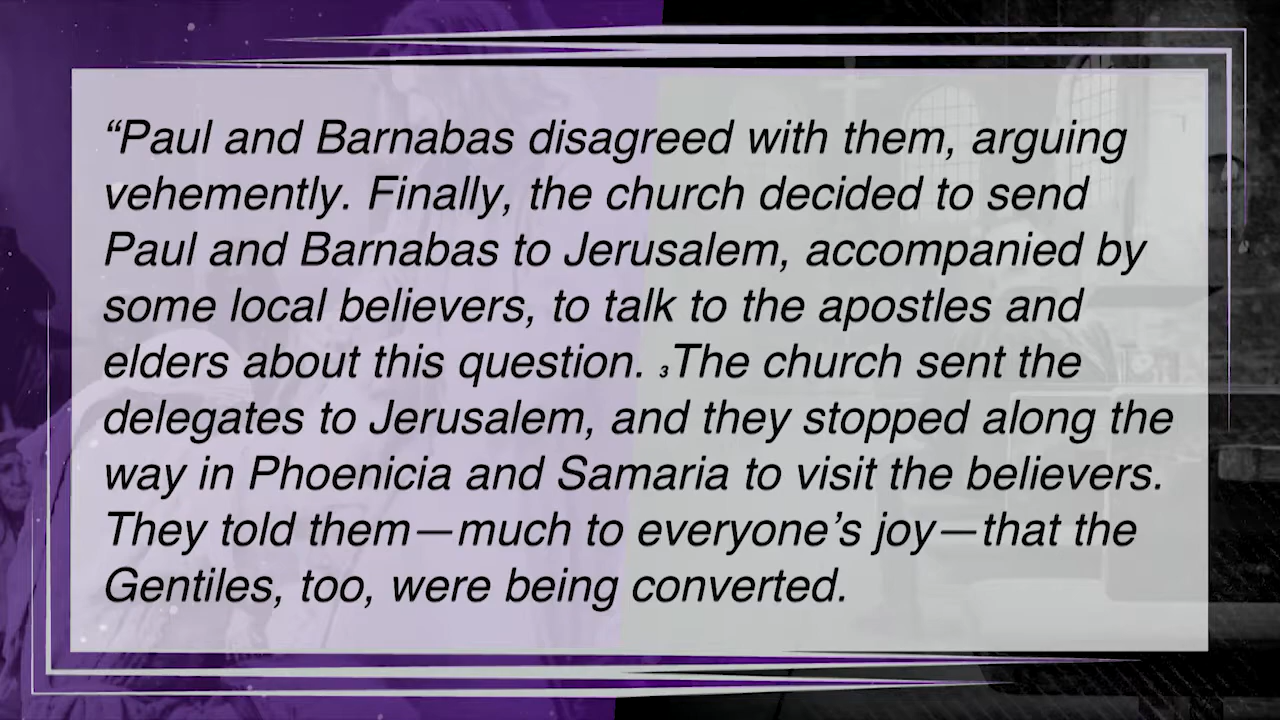 “Paul and Barnabas disagreed with them, arguing
vehemently. Finally, the church decided to send
Paul and Barnabas to Jerusalem, accompanied by
some local believers, to talk to the apostles and
elders about this question. ₃The church sent the
delegates to Jerusalem, and they stopped along the
way in Phoenicia and Samaria to visit the believers.
They told them—much to everyone’s joy—that the
Gentiles, too, were being converted.